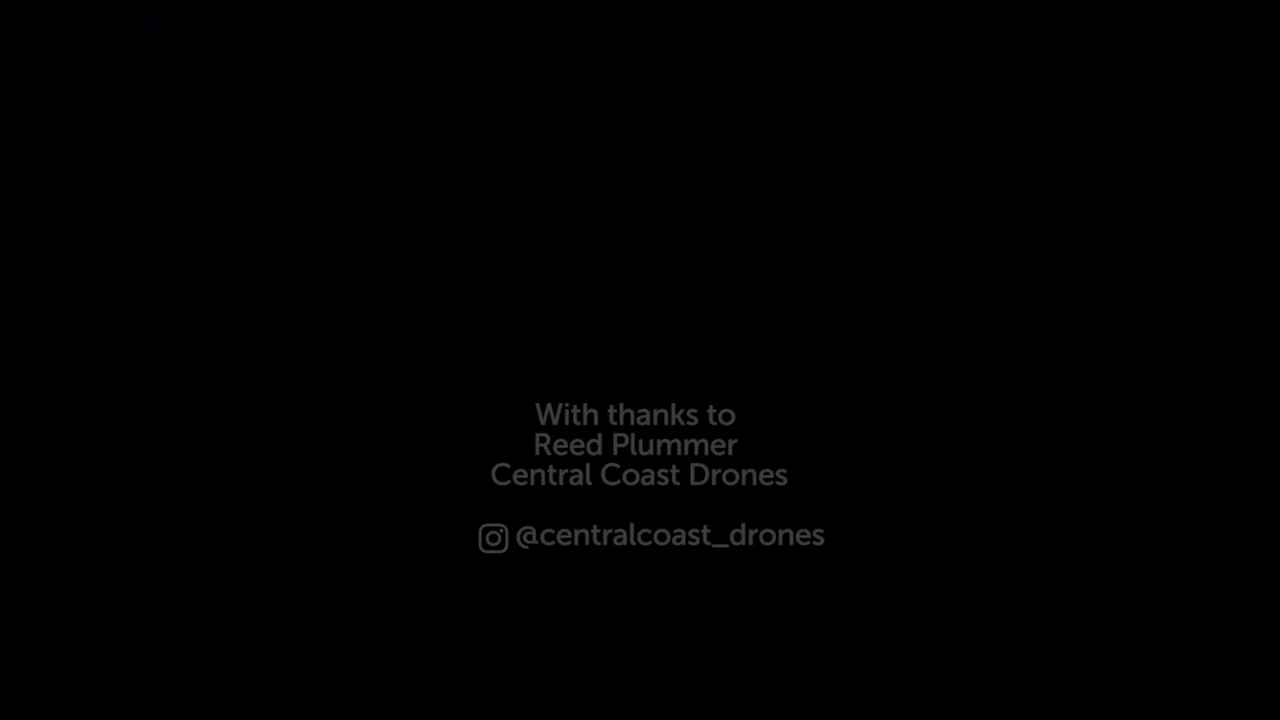 With thanks to
Reed Plummer
Central Coast Drones
@centralcoast_drones